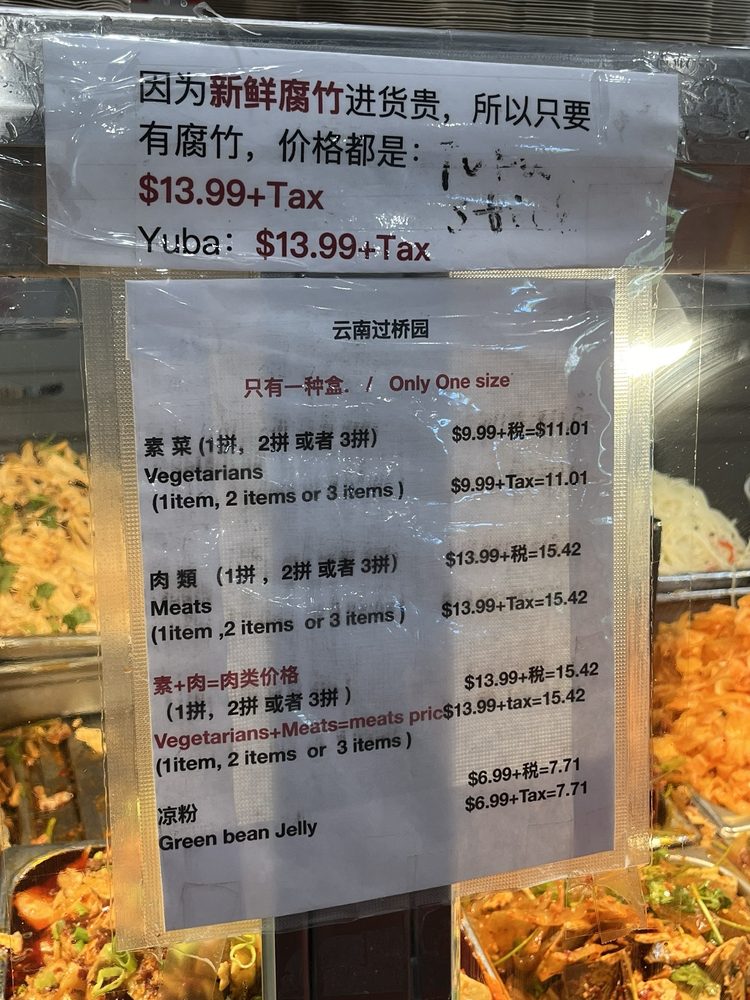 因为新鲜腐竹进货贵，所以只要
有腐竹，价格都是：
Yuba
stick
$13.99+Tax
Yuba：$13.99+Tax
云南过桥园
只有一种盒. / Only One size
素 菜 (1拼，2拼 或者 3拼) $9.99+税=$11.01
Vegetarians
(1item, 2 items or 3 items ) $9.99+Tax=11.01
肉 類 （1拼 ，2拼 或者 3拼） $13.99+税=15.42
Meats
(1item ,2 items or 3 items ) $13.99+Tax=15.42
素+肉=肉类价格 $13.99+税=15.42
（1拼，2拼 或者 3拼 ）
Vegetarians+Meats=meats pric$13.99+tax=15.42
(1item, 2 items or 3 items )
$6.99+税=7.71
凉粉 $6.99+Tax=7.71
Green bean Jelly